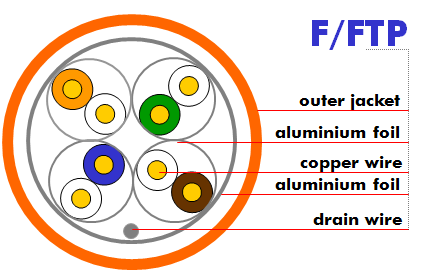 F/FTP
outer jacket
aluminium foil
copper wire
aluminium foil
drain wire